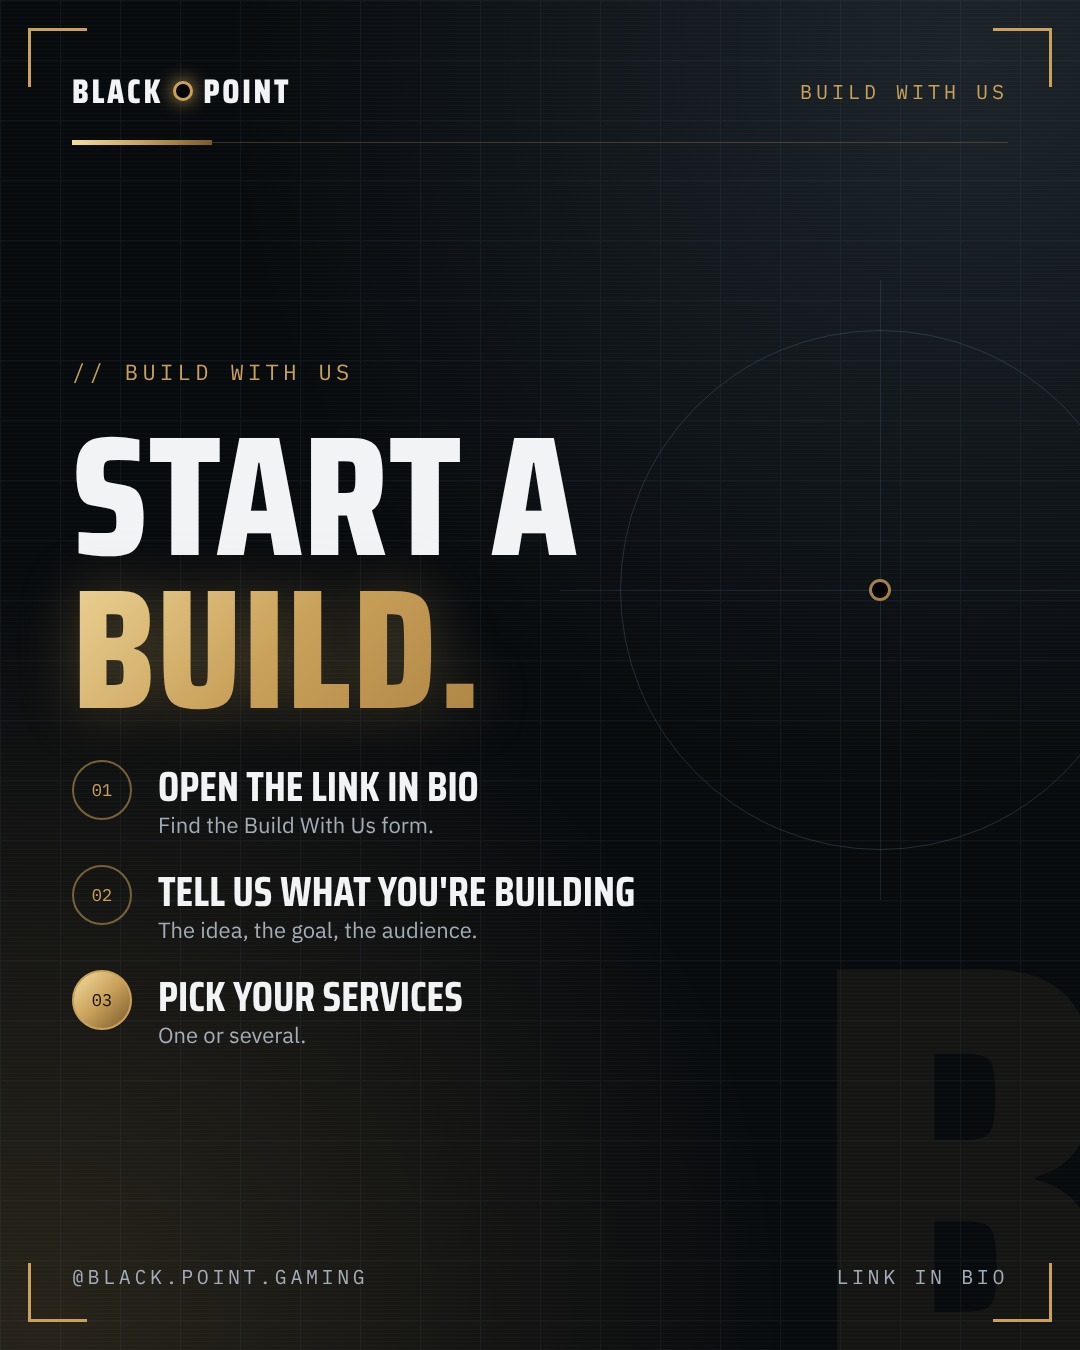 BLACK POINT
BUILD WITH US
// BUILD WITH US
START A
BUILD.
01
OPEN THE LINK IN BIO
Find the Build With Us form.
02
TELL US WHAT YOU'RE BUILDING
The idea, the goal, the audience.
03
PICK YOUR SERVICES
One or several.
B
@BLACK.POINT.GAMING
LINK IN BIO